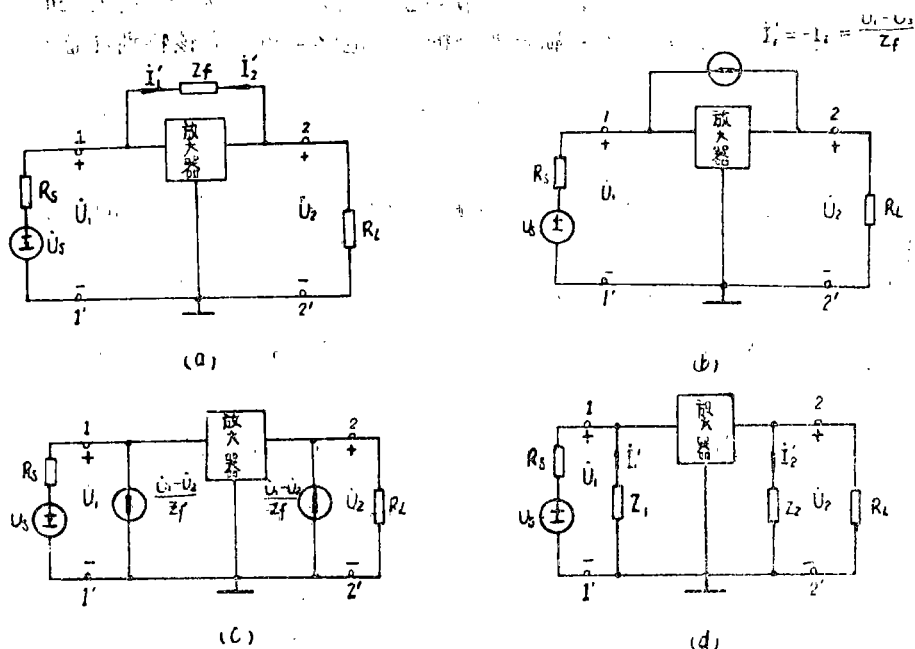 İ₁' = -İ₂ = (U̇₁-U̇₂)/Zf
İ₁' Zf İ₂'
1 放大器 2
+ +
Rs U̇₁ U̇₂ RL
U̇s
- -
1' 2'
(a)
1 放大器 2
+ +
Rs U̇₁ U̇₂ RL
Us
- -
1' 2'
(b)
1 放大器 2
+ +
Rs U̇₁ (U̇₁-U̇₂)/Zf (U̇₁-U̇₂)/Zf U̇₂ RL
Us
- -
1' 2'
(c)
1 放大器 2
+ +
Rs U̇₁ İ₁' Z₁ İ₂' Z₂ U̇₂ RL
Us
- -
1' 2'
(d)